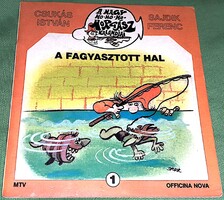 CSUKÁS
ISTVÁN
A NAGY
HO-HO-HO-
HORGÁSZ
KALANDJAI
SAJDIK
FERENC
A FAGYASZTOTT HAL
MTV
1
OFFICINA NOVA